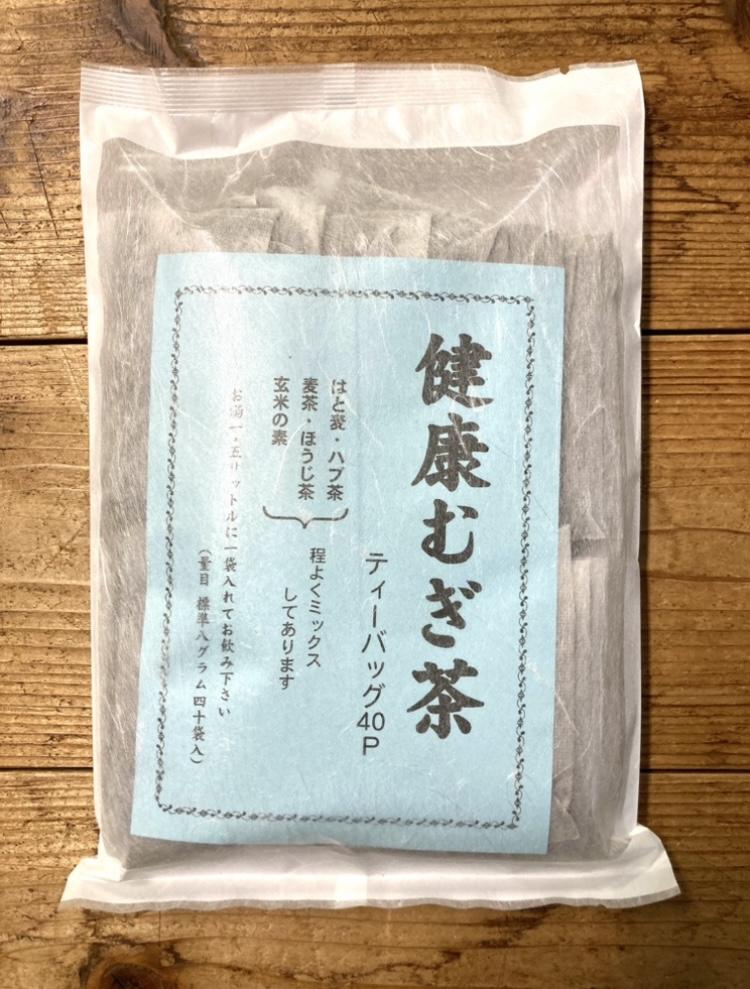 健康むぎ茶
ティーバッグ40P
はと麦・ハブ茶
麦茶・ほうじ茶
玄米の素
程よくミックス
してあります
お湯一・五リットルに一袋入れてお飲み下さい
(量目 標準八グラム四十袋入)